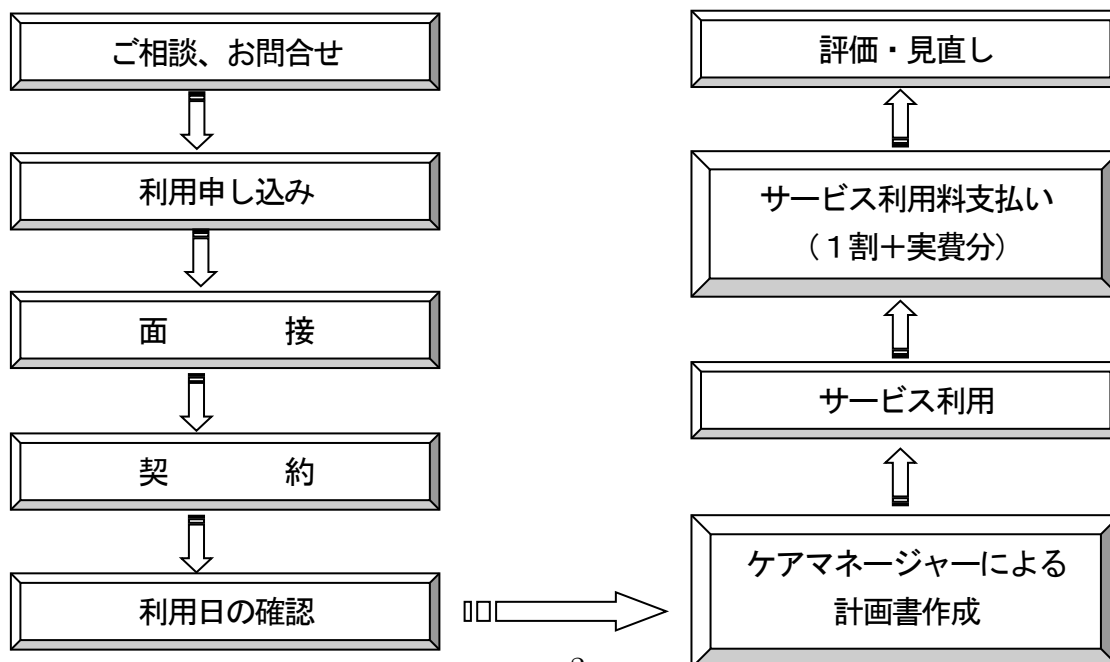 ご相談、お問合せ
利用申し込み
面　　　接
契　　　約
利用日の確認
ケアマネージャーによる
計画書作成
サービス利用
サービス利用料支払い
（１割＋実費分）
評価・見直し